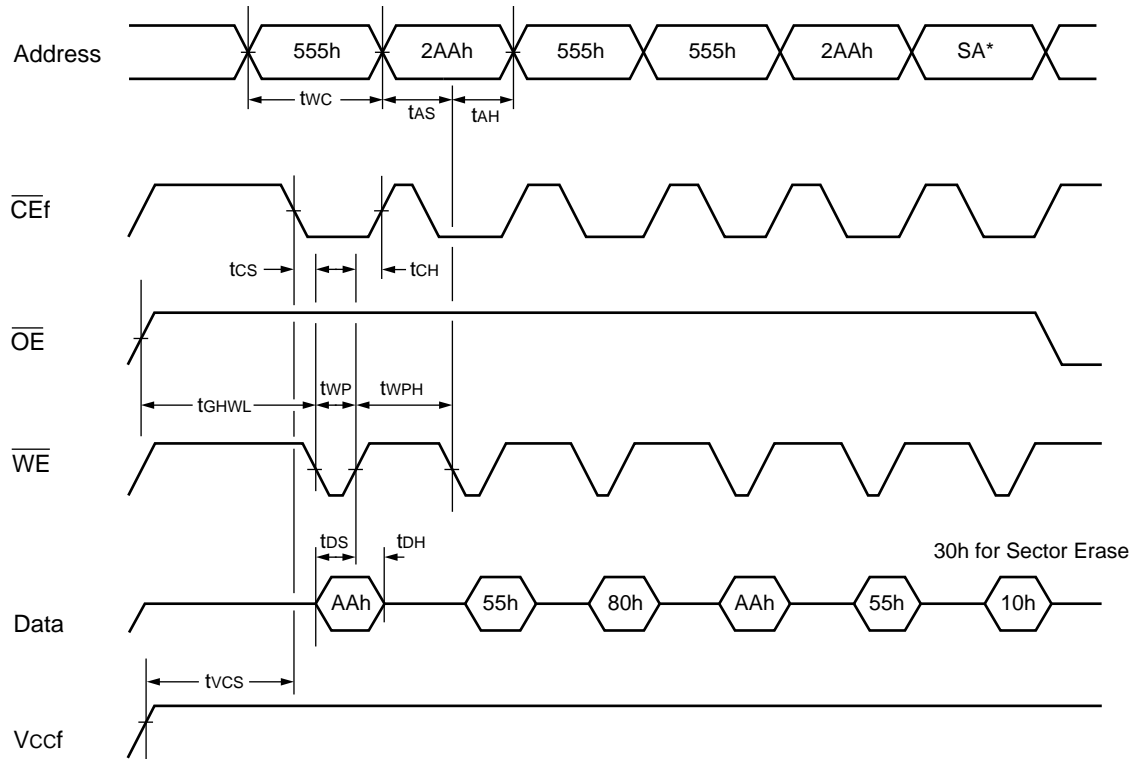 Address
555h 2AAh 555h 555h 2AAh SA*
tWC tAS tAH
CEf
tCS tCH
OE
tGHWL tWP tWPH
WE
tDS tDH
30h for Sector Erase
Data
AAh 55h 80h AAh 55h 10h
tVCS
VCCf